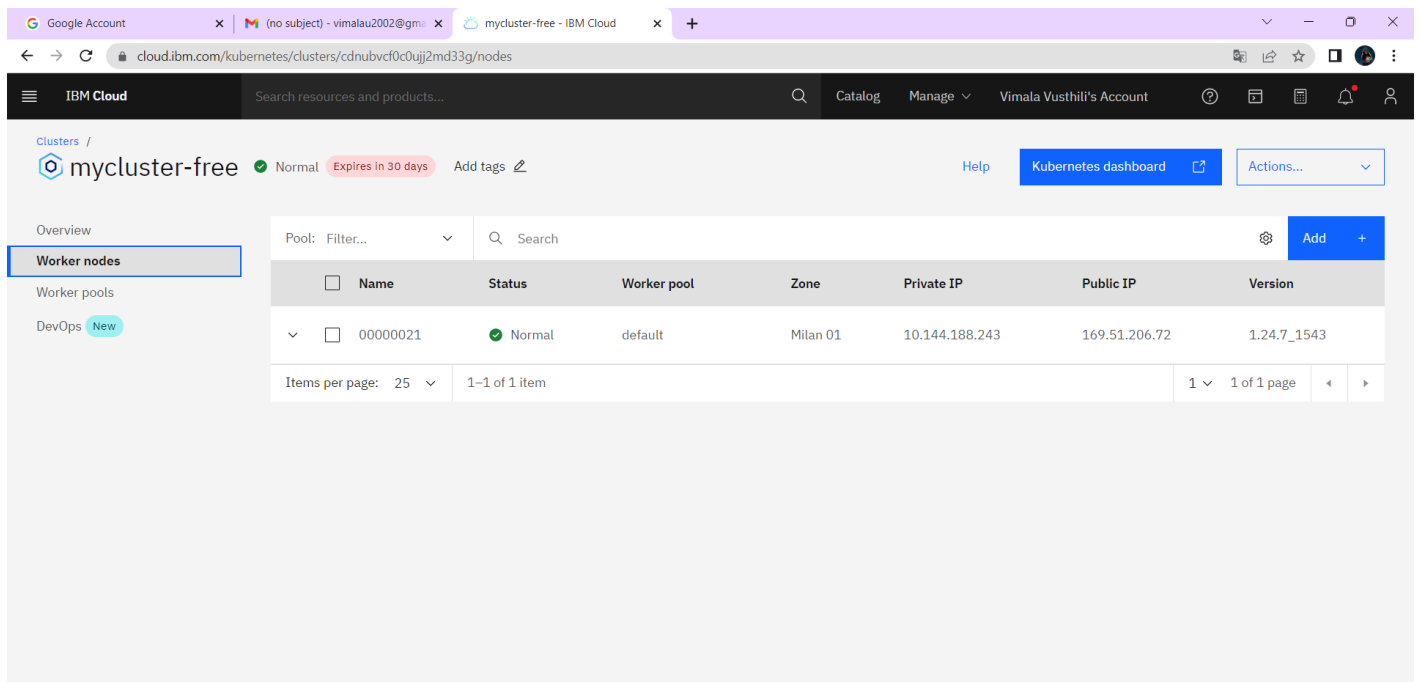 Google Account
(no subject) - vimalau2002@gma
mycluster-free - IBM Cloud
cloud.ibm.com/kubernetes/clusters/cdnubvcf0c0ujj2md33g/nodes
IBM Cloud
Search resources and products...
Catalog
Manage
Vimala Vusthili's Account
Clusters /
mycluster-free
Normal
Expires in 30 days
Add tags
Help
Kubernetes dashboard
Actions...
Overview
Worker nodes
Worker pools
DevOps New
Pool: Filter...
Search
Add +
Name Status Worker pool Zone Private IP Public IP Version
00000021 Normal default Milan 01 10.144.188.243 169.51.206.72 1.24.7_1543
Items per page: 25 1–1 of 1 item 1 1 of 1 page